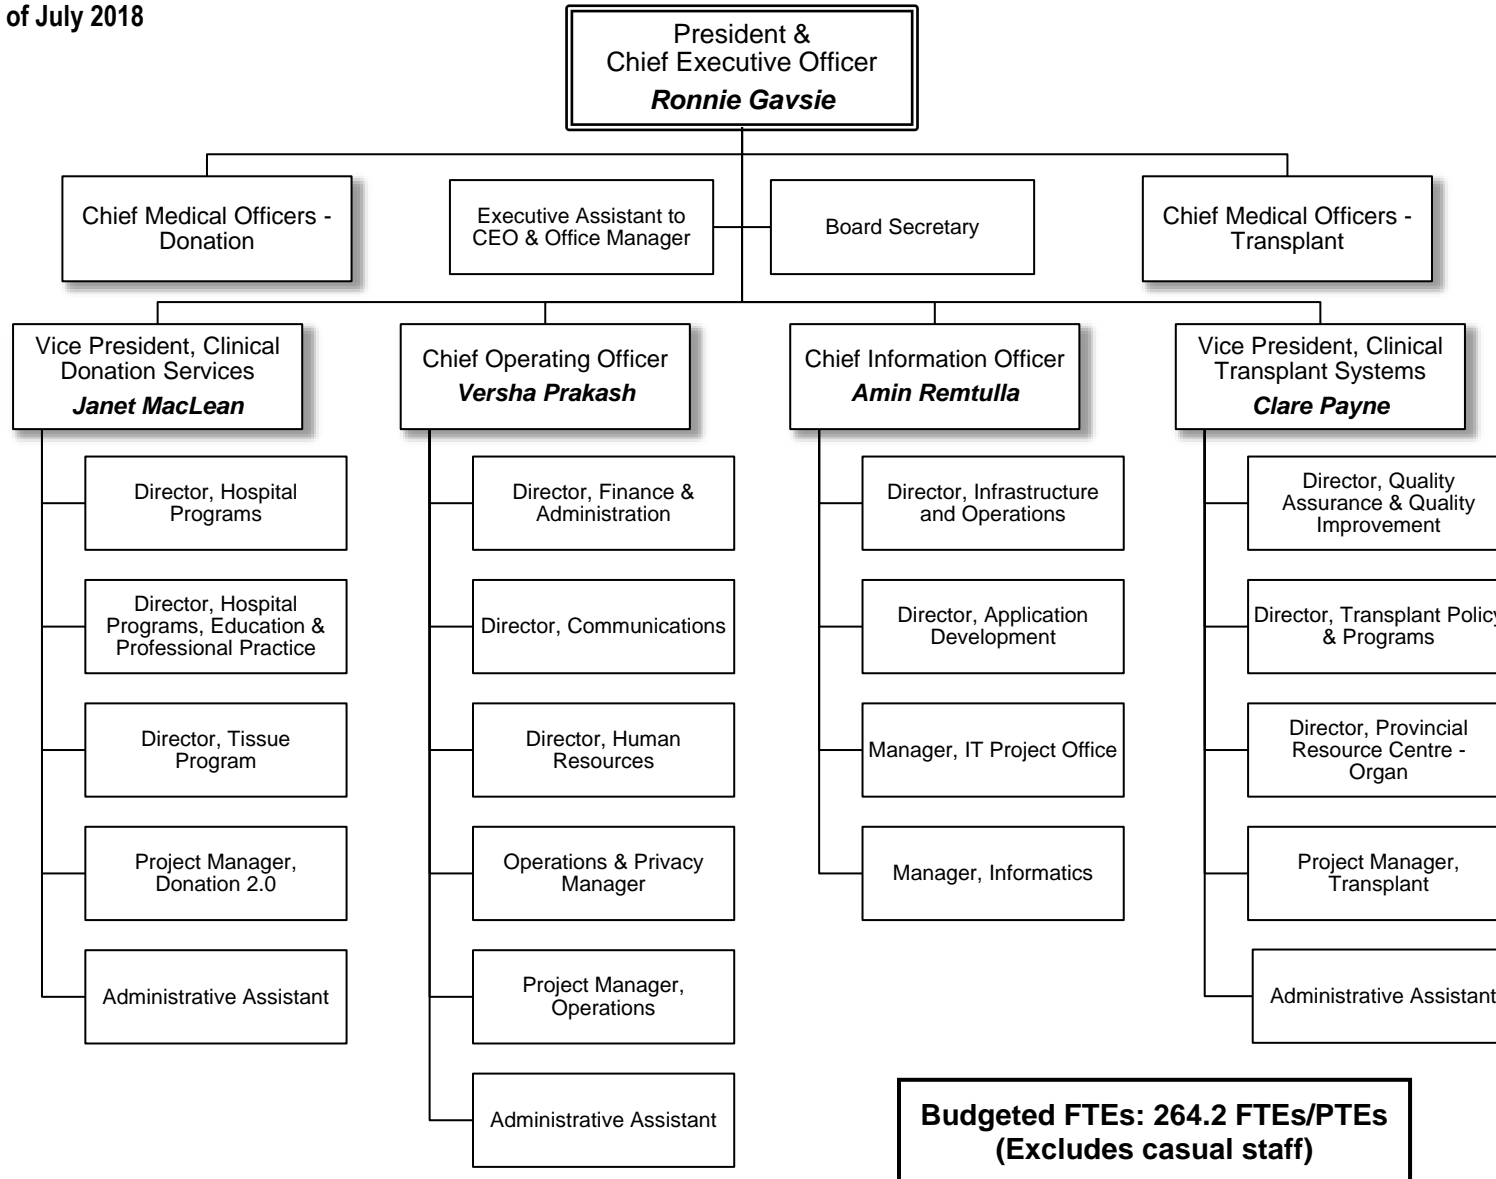 of July 2018
President &
Chief Executive Officer
Ronnie Gavsie
Chief Medical Officers -
Donation
Executive Assistant to
CEO & Office Manager
Board Secretary
Chief Medical Officers -
Transplant
Vice President, Clinical
Donation Services
Janet MacLean
Chief Operating Officer
Versha Prakash
Chief Information Officer
Amin Remtulla
Vice President, Clinical
Transplant Systems
Clare Payne
Director, Hospital
Programs
Director, Finance &
Administration
Director, Infrastructure
and Operations
Director, Quality
Assurance & Quality
Improvement
Director, Hospital
Programs, Education &
Professional Practice
Director, Communications
Director, Application
Development
Director, Transplant Policy
& Programs
Director, Tissue
Program
Director, Human
Resources
Manager, IT Project Office
Director, Provincial
Resource Centre -
Organ
Project Manager,
Donation 2.0
Operations & Privacy
Manager
Manager, Informatics
Project Manager,
Transplant
Administrative Assistant
Project Manager,
Operations
Administrative Assistant
Administrative Assistant
Budgeted FTEs: 264.2 FTEs/PTEs
(Excludes casual staff)